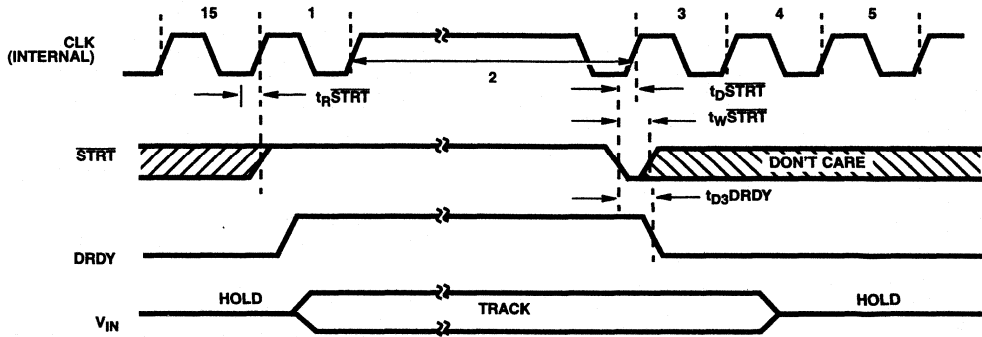 15 1 3 4 5
CLK
(INTERNAL)
2
tRSTRT
tDSTRT
tWSTRT
STRT
DON'T CARE
tD3DRDY
DRDY
HOLD TRACK HOLD
VIN